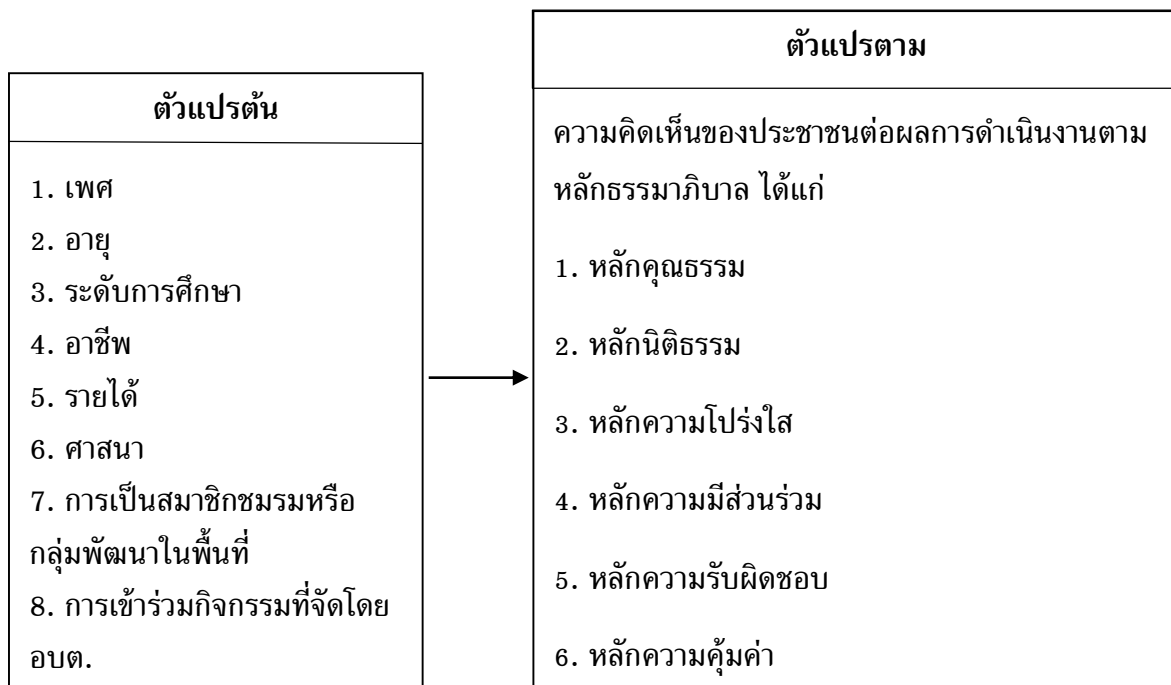 ตัวแปรต้น
1. เพศ
2. อายุ
3. ระดับการศึกษา
4. อาชีพ
5. รายได้
6. ศาสนา
7. การเป็นสมาชิกชมรมหรือ
กลุ่มพัฒนาในพื้นที่
8. การเข้าร่วมกิจกรรมที่จัดโดย
อบต.
ตัวแปรตาม
ความคิดเห็นของประชาชนต่อผลการดำเนินงานตาม
หลักธรรมาภิบาล ได้แก่
1. หลักคุณธรรม
2. หลักนิติธรรม
3. หลักความโปร่งใส
4. หลักความมีส่วนร่วม
5. หลักความรับผิดชอบ
6. หลักความคุ้มค่า